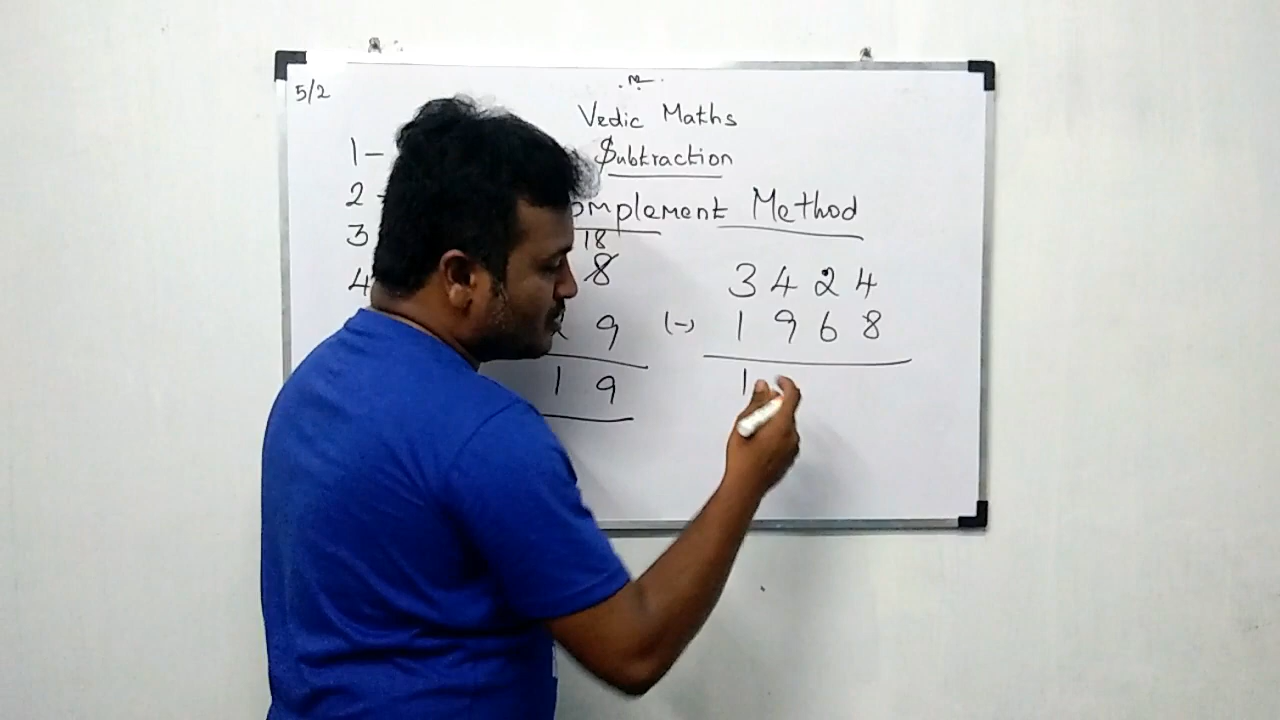 5/2
Vedic Maths
Subtraction
omplement Method
1-
2-
3
4
18
8
9
1 9
3 4 2 4
(-) 1 9 6 8
1